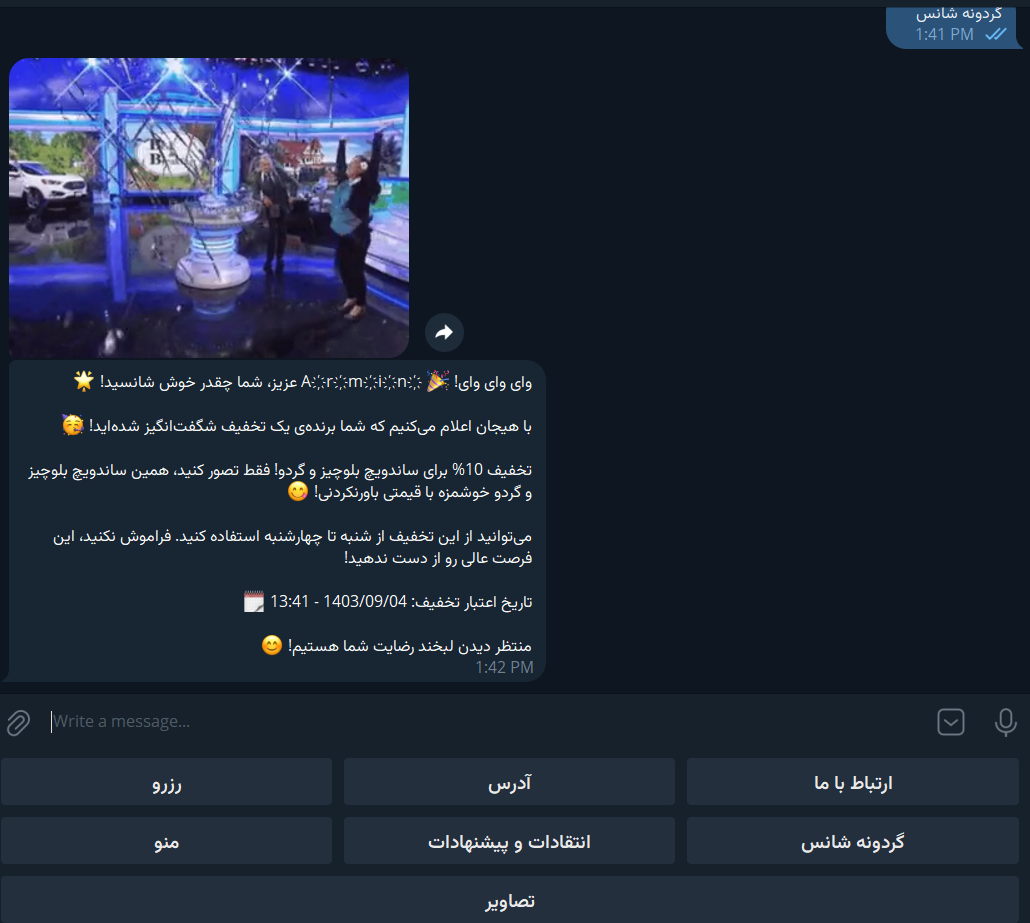 گردونه شانس
1:41 PM
وای وای وای! 🎉 A҉r҉m҉i҉n҉ عزیز، شما چقدر خوش شانسید! 🌟
با هیجان اعلام می‌کنیم که شما برنده‌ی یک تخفیف شگفت‌انگیز شده‌اید! 🥳
تخفیف 10% برای ساندویچ بلوچیز و گردو! فقط تصور کنید، همین ساندویچ بلوچیز
و گردو خوشمزه با قیمتی باورنکردنی! 😋
می‌توانید از این تخفیف از شنبه تا چهارشنبه استفاده کنید. فراموش نکنید، این
فرصت عالی رو از دست ندهید!
تاریخ اعتبار تخفیف: 1403/09/04 - 13:41 🗓
منتظر دیدن لبخند رضایت شما هستیم! 😊
1:42 PM
Write a message...
ارتباط با ما
آدرس
رزرو
گردونه شانس
انتقادات و پیشنهادات
منو
تصاویر